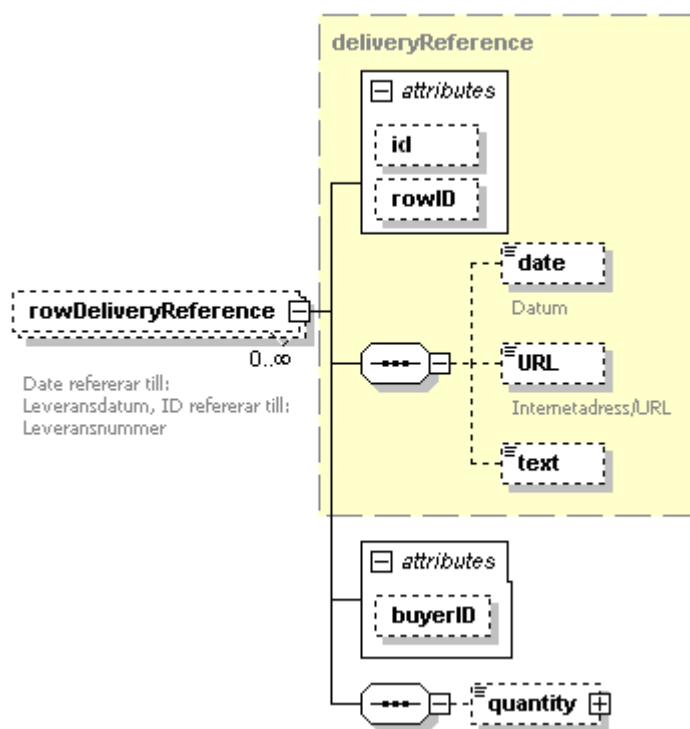 deliveryReference
attributes
id
rowID
date
Datum
rowDeliveryReference
0..∞
URL
Date refererar till:
Leveransdatum, ID refererar till:
Leveransnummer
Internetadress/URL
text
attributes
buyerID
quantity